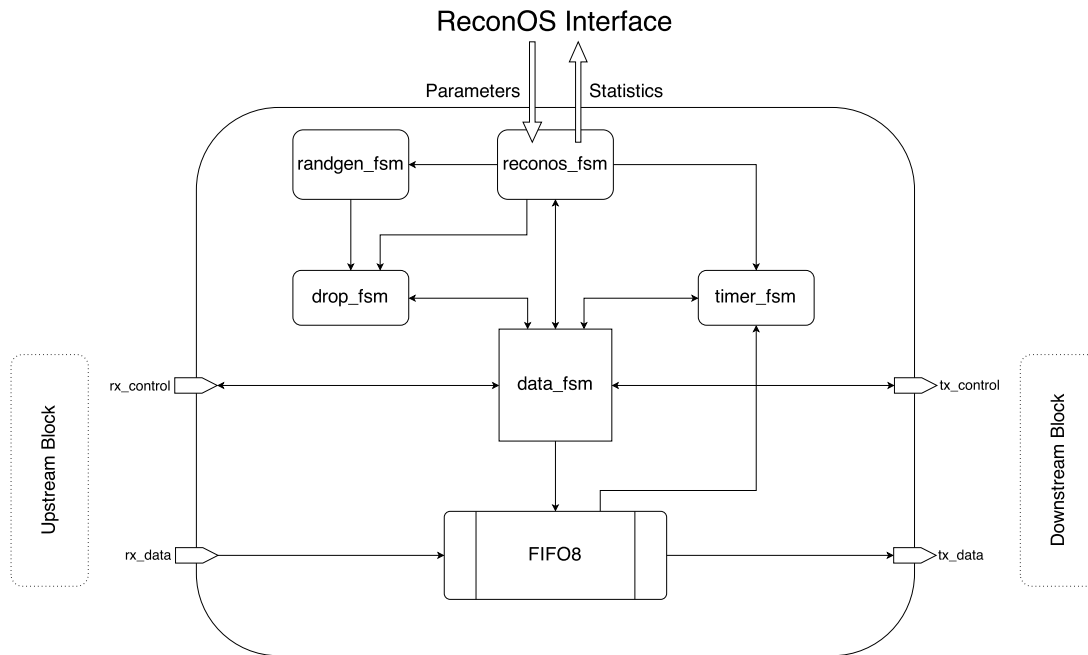 ReconOS Interface
Parameters
Statistics
randgen_fsm
reconos_fsm
drop_fsm
timer_fsm
rx_control
data_fsm
tx_control
Upstream Block
Downstream Block
rx_data
FIFO8
tx_data